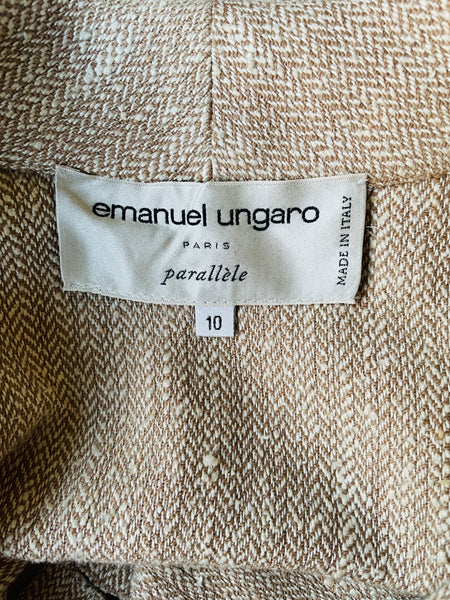 emanuel ungaro
PARIS
parallèle
MADE IN ITALY
10